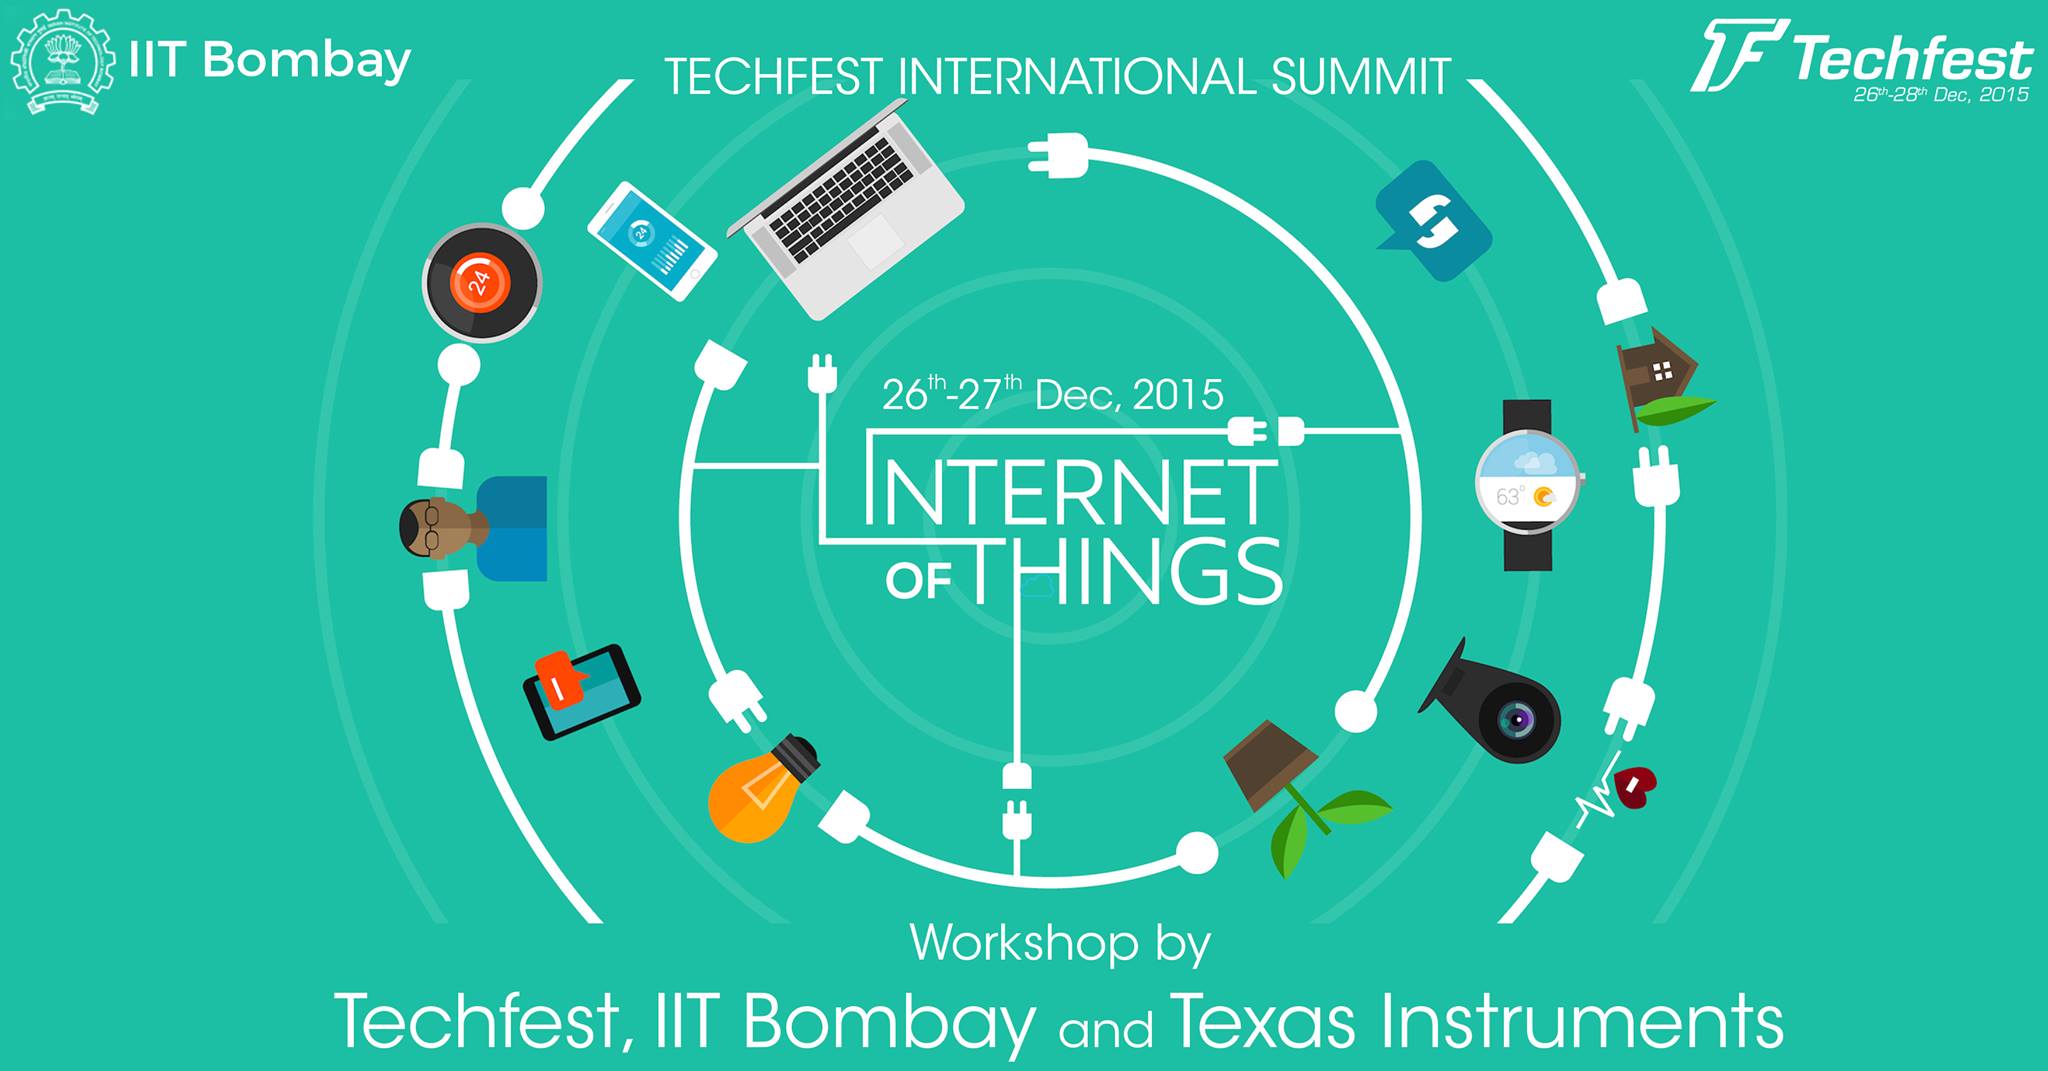 IIT Bombay
TECHFEST INTERNATIONAL SUMMIT
TF Techfest
26th-28th Dec, 2015
24
24
26th-27th Dec, 2015
INTERNET
OF THINGS
63°
Workshop by
Techfest, IIT Bombay and Texas Instruments